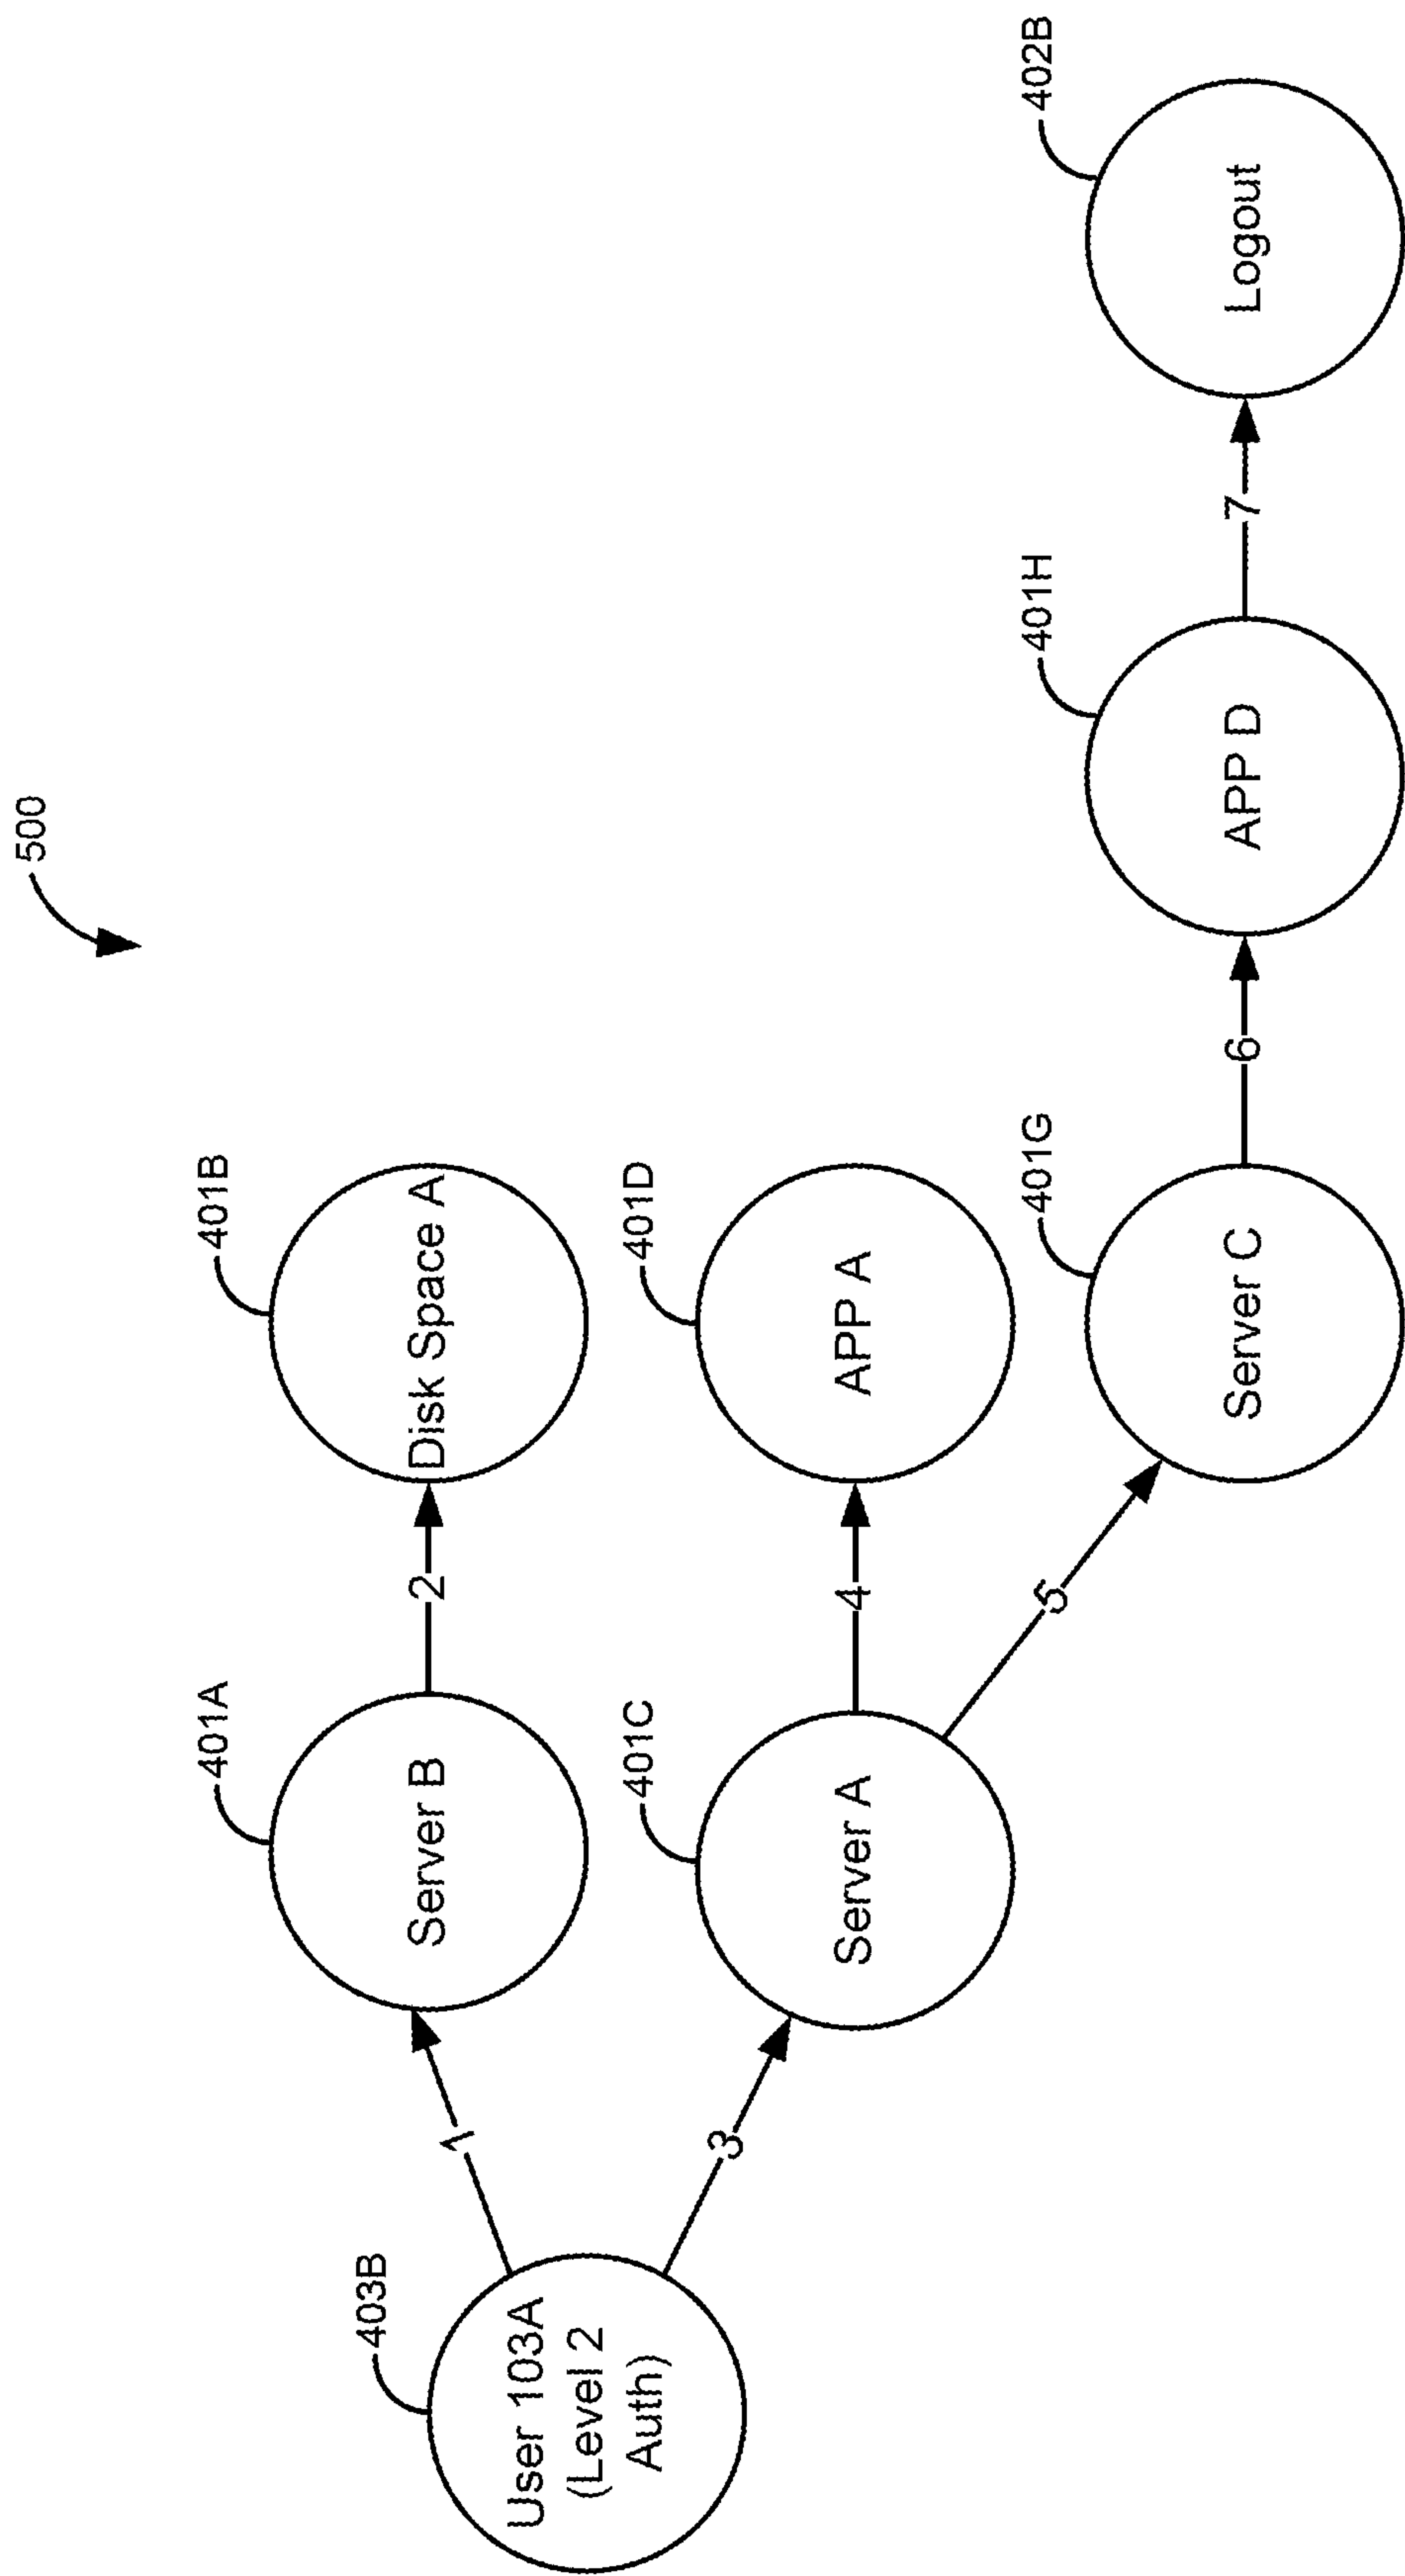 500
403B
User 103A
(Level 2
Auth)
1
401A
Server B
2
401B
Disk Space A
3
401C
Server A
4
401D
APP A
5
401G
Server C
6
401H
APP D
7
402B
Logout